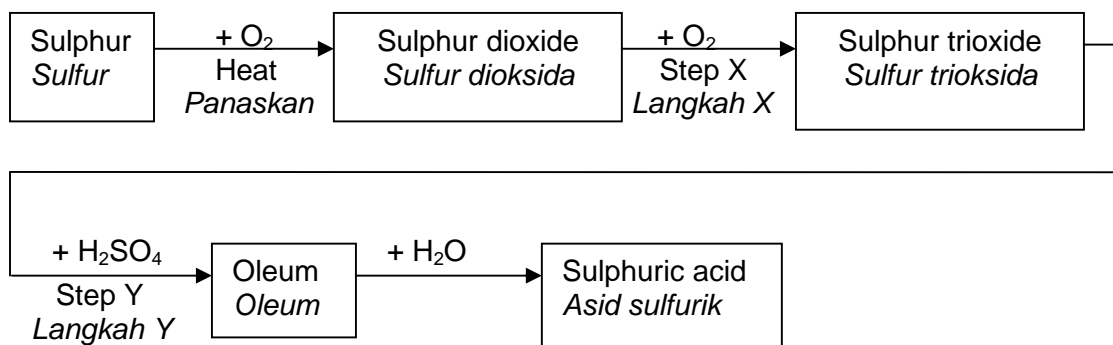 Sulphur
Sulfur
+ O₂
Heat
Panaskan
Sulphur dioxide
Sulfur dioksida
+ O₂
Step X
Langkah X
Sulphur trioxide
Sulfur trioksida
+ H₂SO₄
Step Y
Langkah Y
Oleum
Oleum
+ H₂O
Sulphuric acid
Asid sulfurik